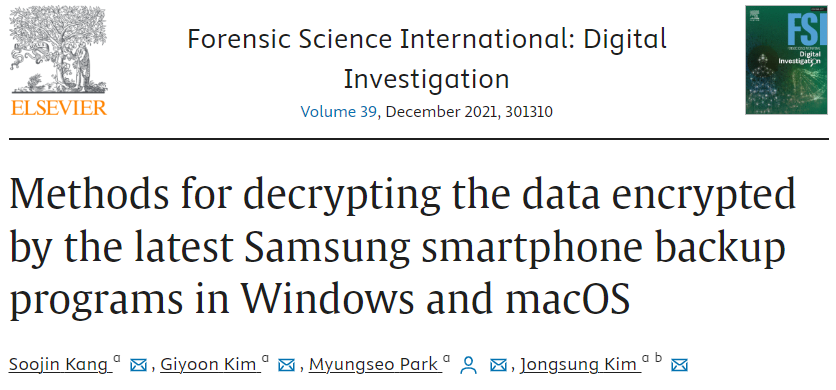 Forensic Science International: Digital
Investigation
ELSEVIER
Volume 39, December 2021, 301310
FSI
Digital
Investigation
Methods for decrypting the data encrypted
by the latest Samsung smartphone backup
programs in Windows and macOS
Soojin Kang a, Giyoon Kim a, Myungseo Park a, Jongsung Kim a b